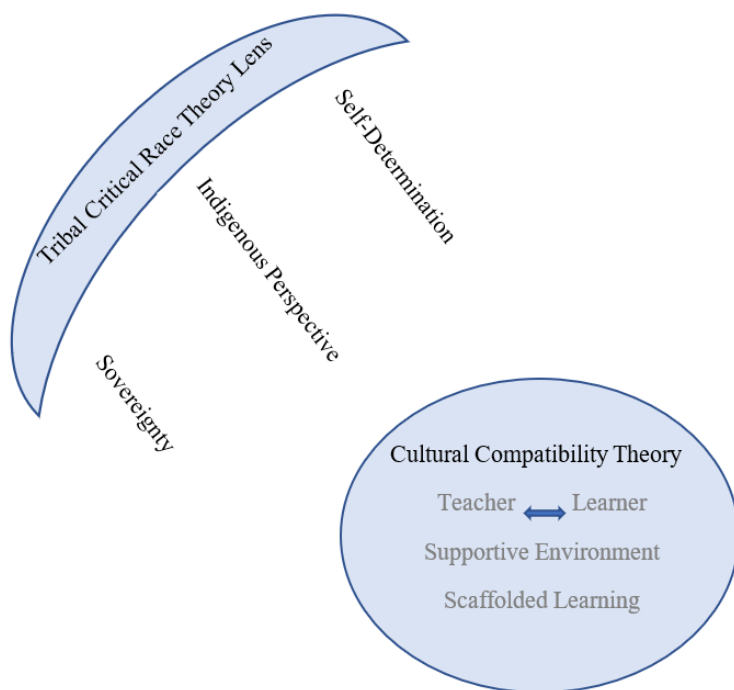 Tribal Critical Race Theory Lens
Self-Determination
Indigenous Perspective
Sovereignty
Cultural Compatibility Theory
Teacher Learner
Supportive Environment
Scaffolded Learning